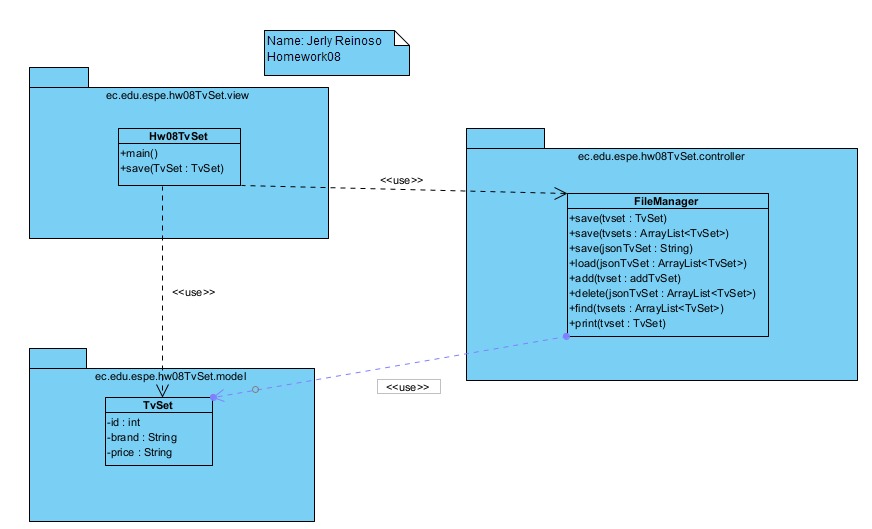 Name: Jerly Reinoso
Homework08
ec.edu.espe.hw08TvSet.view
Hw08TvSet
+main()
+save(TvSet : TvSet)
<<use>>
ec.edu.espe.hw08TvSet.controller
FileManager
+save(tvset : TvSet)
+save(tvsets : ArrayList<TvSet>)
+save(jsonTvSet : String)
+load(jsonTvSet : ArrayList<TvSet>)
+add(tvset : addTvSet)
+delete(jsonTvSet : ArrayList<TvSet>)
+find(tvsets : ArrayList<TvSet>)
+print(tvset : TvSet)
<<use>>
<<use>>
ec.edu.espe.hw08TvSet.model
TvSet
-id : int
-brand : String
-price : String